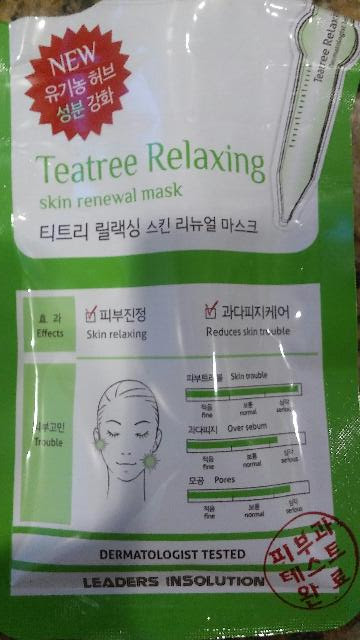 NEW
유기농 허브
성분 강화
Teatree Relax
Teatree Relaxing
skin renewal mask
티트리 릴랙싱 스킨 리뉴얼 마스크
효 과
Effects
피부진정
Skin relaxing
과다피지케어
Reduces skin trouble
피부고민
Trouble
피부트러블 Skin trouble
적음 보통 심각
fine normal serious
과다피지 Over sebum
적음 보통 심각
fine normal serious
모공 Pores
적음 보통 심각
fine normal serious
DERMATOLOGIST TESTED
LEADERS INSOLUTION
피부과
테스트
완료